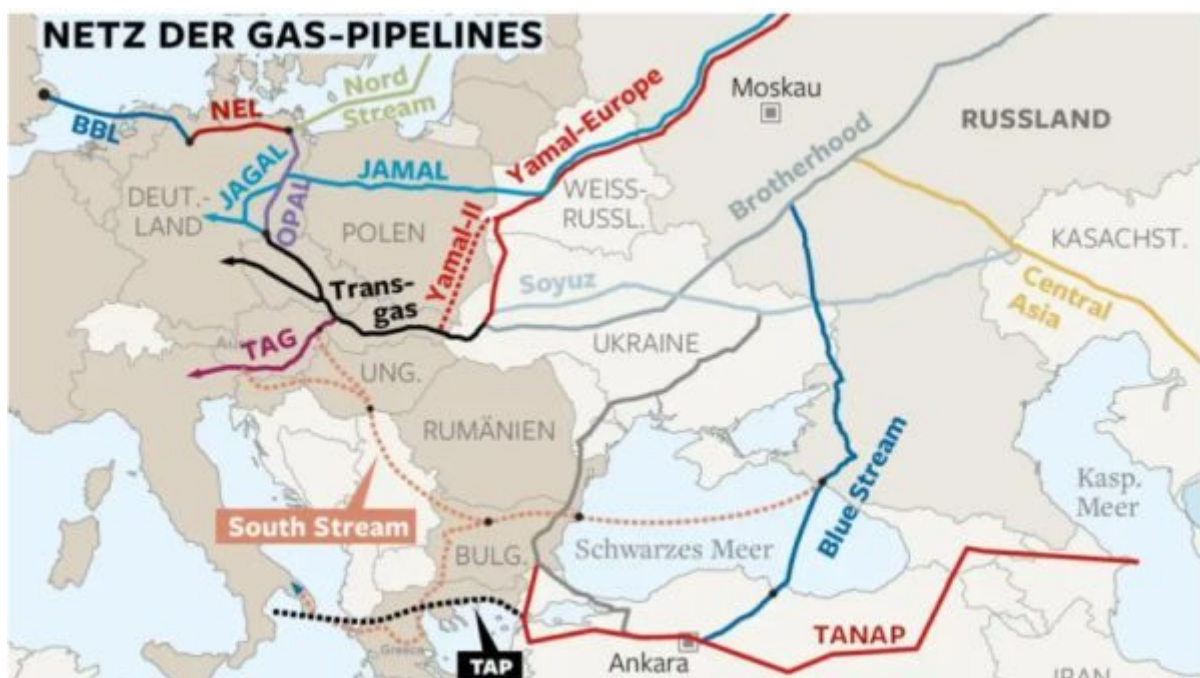 NETZ DER GAS-PIPELINES
Nord
Stream
NEL
BBL
Moskau
RUSSLAND
Yamal-Europe
Brotherhood
JAGAL
JAMAL
OPAL
DEUT.-
LAND
WEISS-
RUSSL.
POLEN
Yamal-II
KASACHST.
Soyuz
Central
Asia
Trans-
gas
UKRAINE
TAG
UNG.
RUMÄNIEN
Blue Stream
Kasp.
Meer
South Stream
BULG.
Schwarzes Meer
TANAP
Ankara
Greece
TAP
IRAN